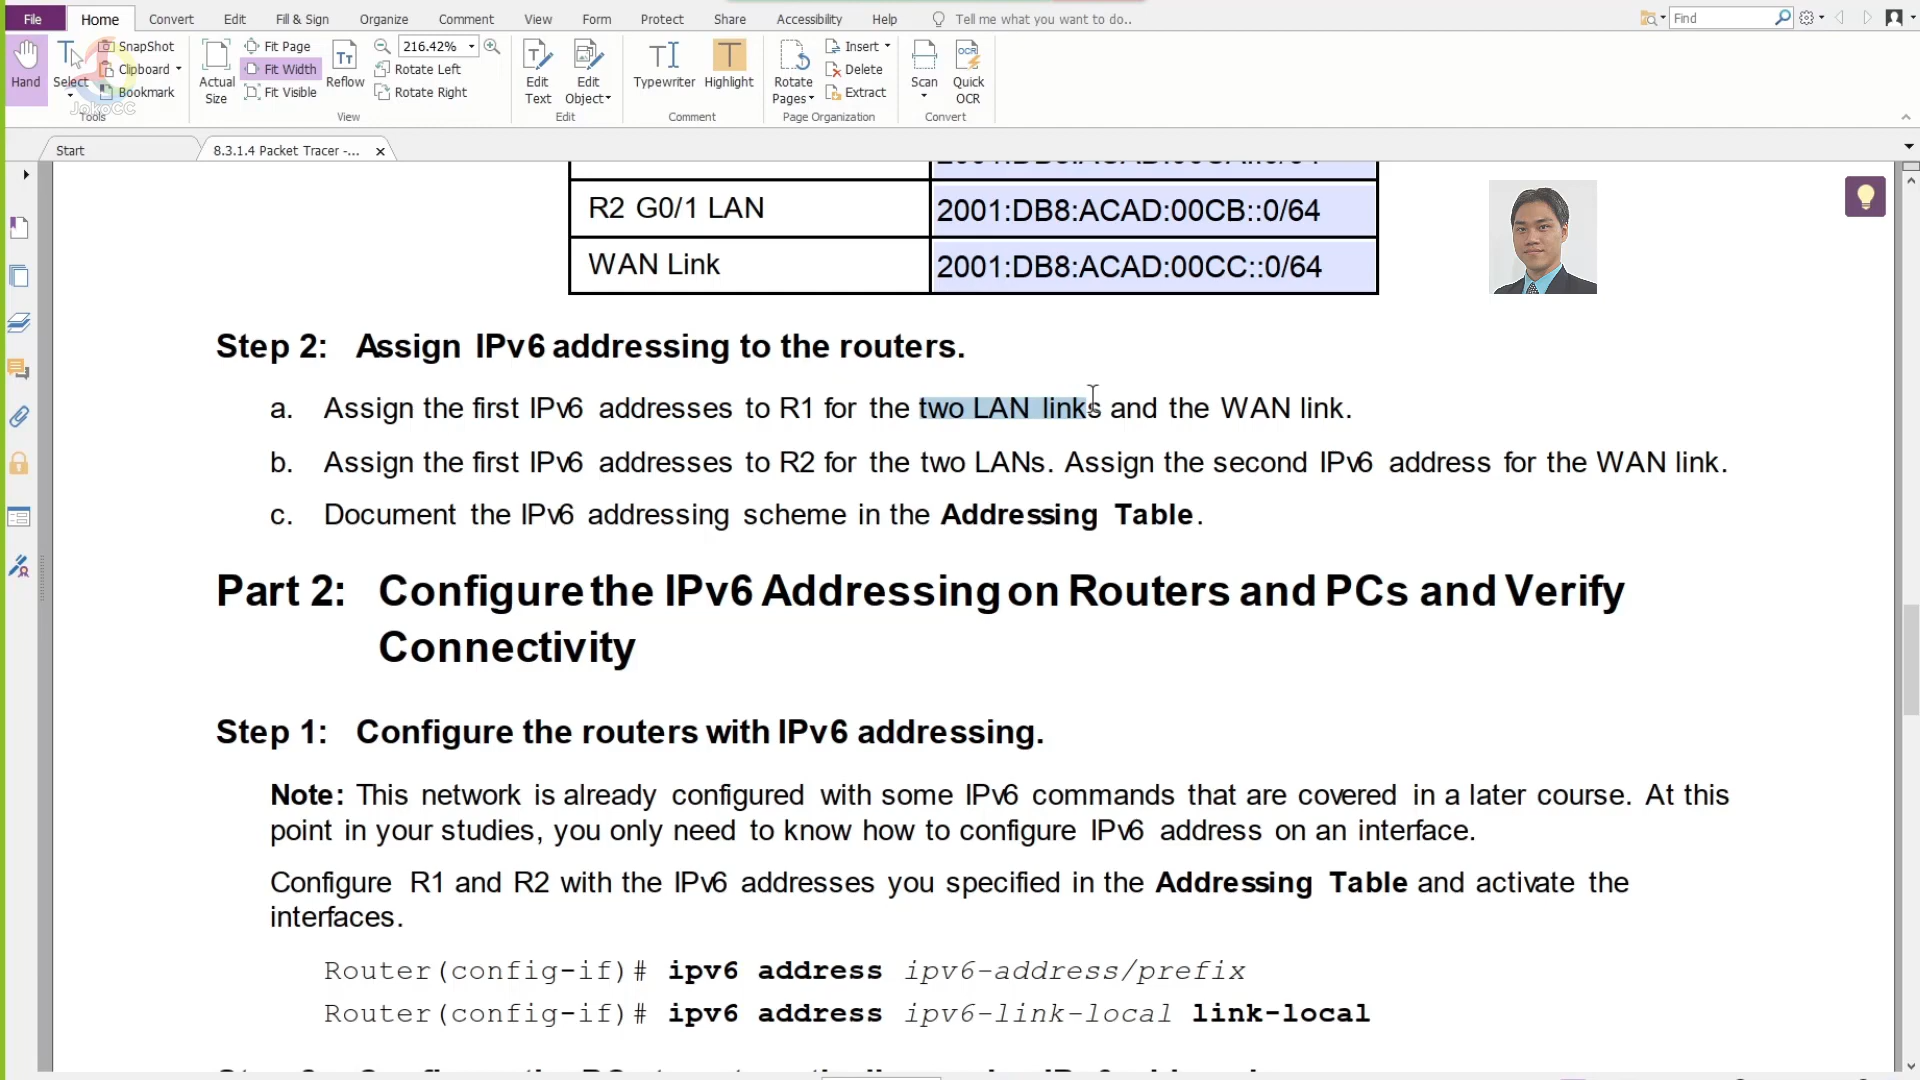 File Home Convert Edit Fill & Sign Organize Comment View Form Protect Share Accessibility Help Tell me what you want to do.. Find
Hand
Select
SnapShot
Clipboard
Bookmark
JokoCC
Tools
Actual Size
Fit Page
Fit Width
Fit Visible
Reflow
216.42%
Rotate Left
Rotate Right
View
Edit Text
Edit Object
Edit
Typewriter
Highlight
Comment
Rotate Pages
Insert
Delete
Extract
Page Organization
Scan
OCR
Quick OCR
Convert
Start
8.3.1.4 Packet Tracer -...
R2 G0/1 LAN 2001:DB8:ACAD:00CB::0/64
WAN Link 2001:DB8:ACAD:00CC::0/64
Step 2: Assign IPv6 addressing to the routers.
a. Assign the first IPv6 addresses to R1 for the two LAN links and the WAN link.
b. Assign the first IPv6 addresses to R2 for the two LANs. Assign the second IPv6 address for the WAN link.
c. Document the IPv6 addressing scheme in the Addressing Table.
Part 2: Configure the IPv6 Addressing on Routers and PCs and Verify
Connectivity
Step 1: Configure the routers with IPv6 addressing.
Note: This network is already configured with some IPv6 commands that are covered in a later course. At this
point in your studies, you only need to know how to configure IPv6 address on an interface.
Configure R1 and R2 with the IPv6 addresses you specified in the Addressing Table and activate the
interfaces.
Router(config-if)# ipv6 address ipv6-address/prefix
Router(config-if)# ipv6 address ipv6-link-local link-local